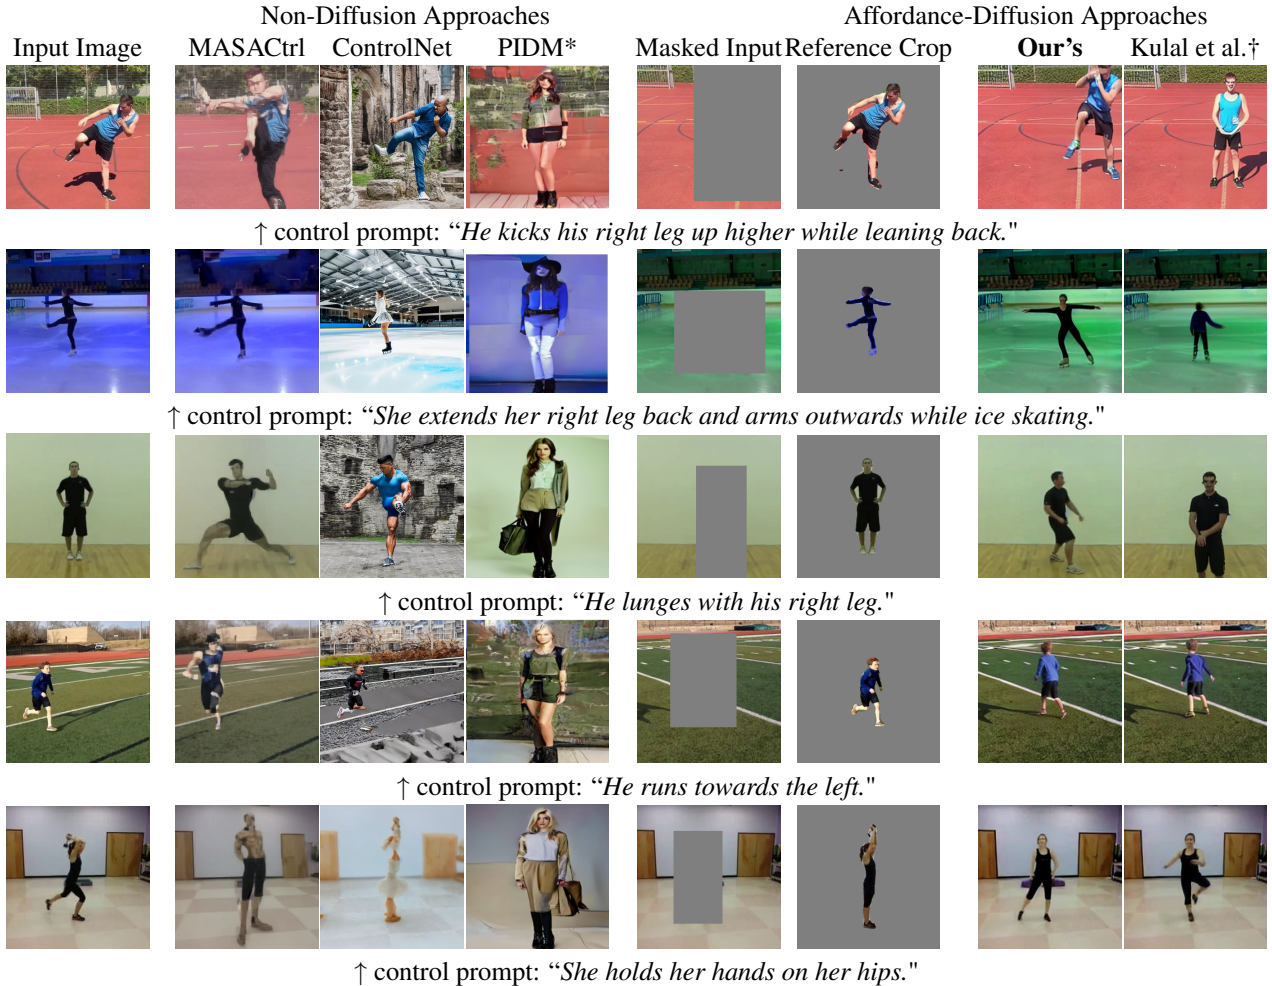 Non-Diffusion Approaches Affordance-Diffusion Approaches
Input Image MASACtrl ControlNet PIDM* Masked Input Reference Crop Our's Kulal et al.†
↑ control prompt: “He kicks his right leg up higher while leaning back."
↑ control prompt: “She extends her right leg back and arms outwards while ice skating."
↑ control prompt: “He lunges with his right leg."
↑ control prompt: “He runs towards the left."
↑ control prompt: “She holds her hands on her hips."